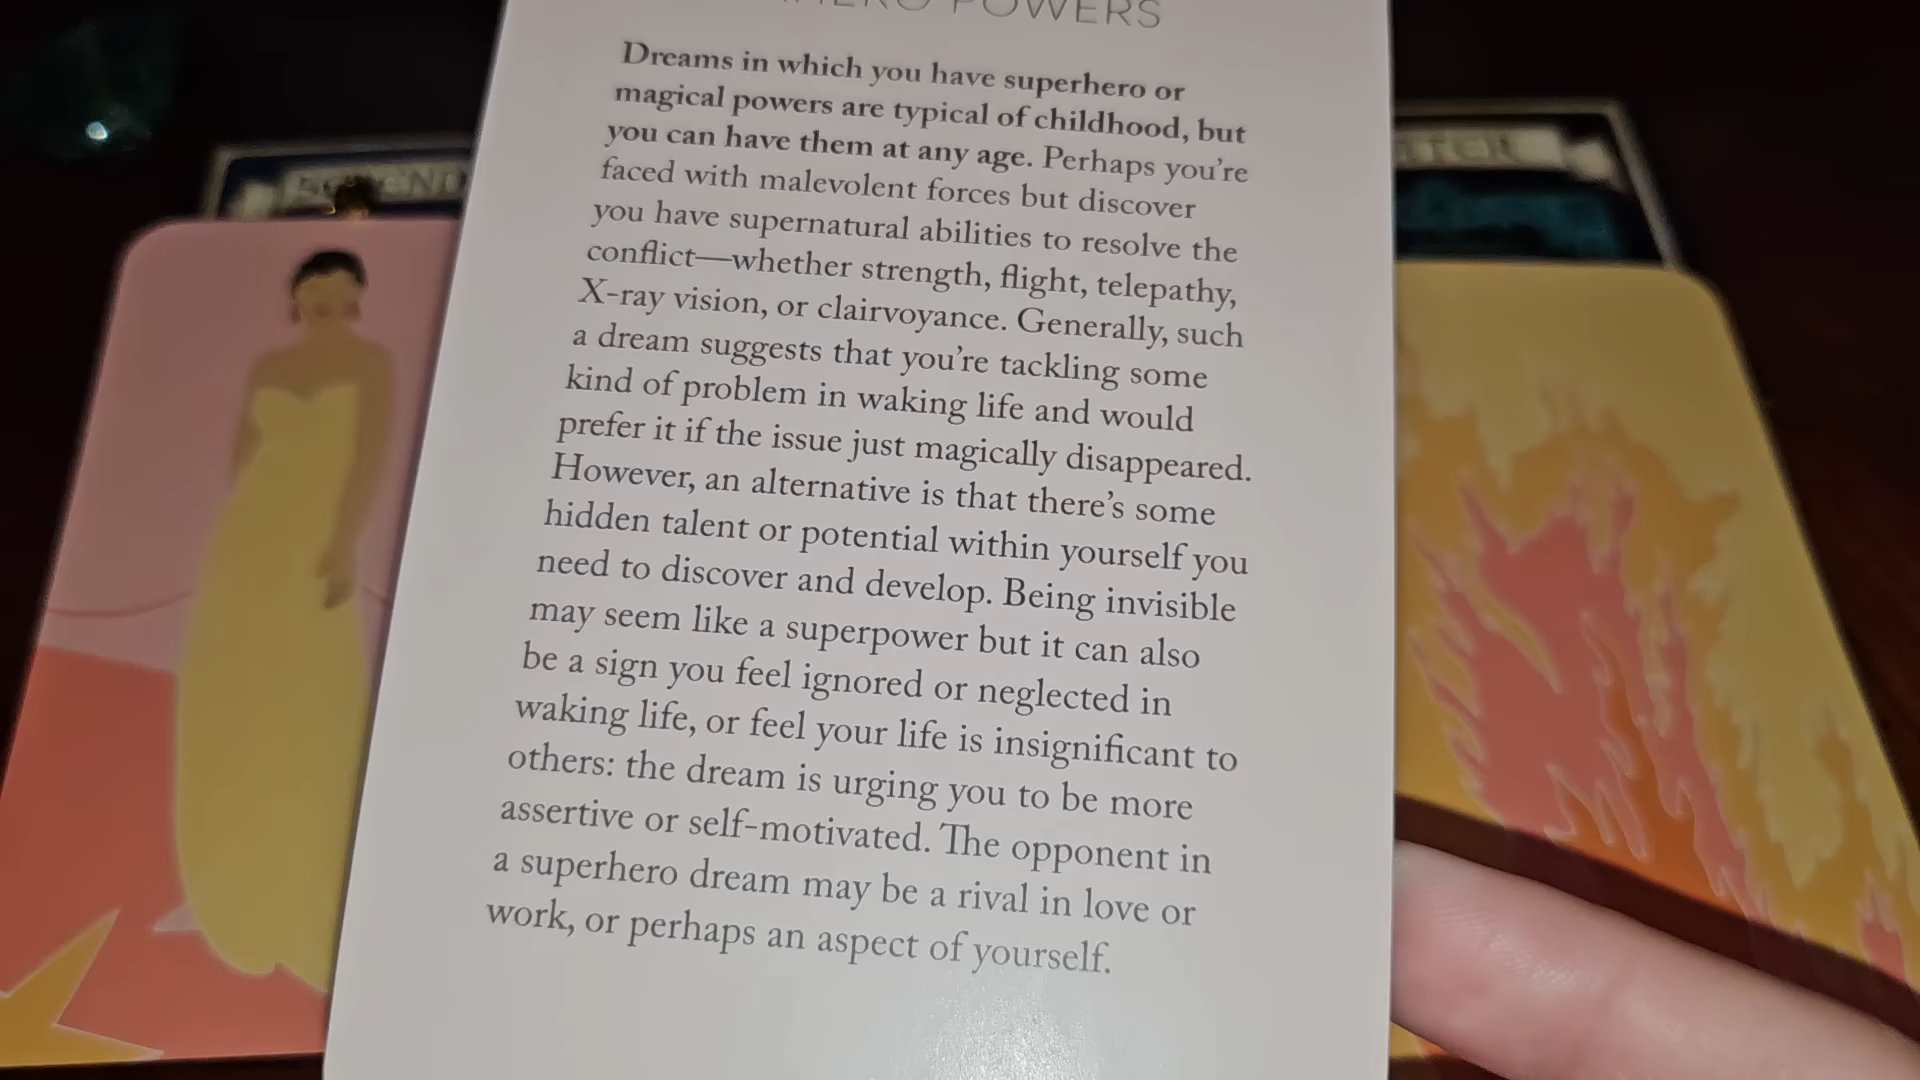 POWERS
Dreams in which you have superhero or
magical powers are typical of childhood, but
you can have them at any age. Perhaps you're
faced with malevolent forces but discover
you have supernatural abilities to resolve the
conflict—whether strength, flight, telepathy,
X-ray vision, or clairvoyance. Generally, such
a dream suggests that you're tackling some
kind of problem in waking life and would
prefer it if the issue just magically disappeared.
However, an alternative is that there's some
hidden talent or potential within yourself you
need to discover and develop. Being invisible
may seem like a superpower but it can also
be a sign you feel ignored or neglected in
waking life, or feel your life is insignificant to
others: the dream is urging you to be more
assertive or self-motivated. The opponent in
a superhero dream may be a rival in love or
work, or perhaps an aspect of yourself.